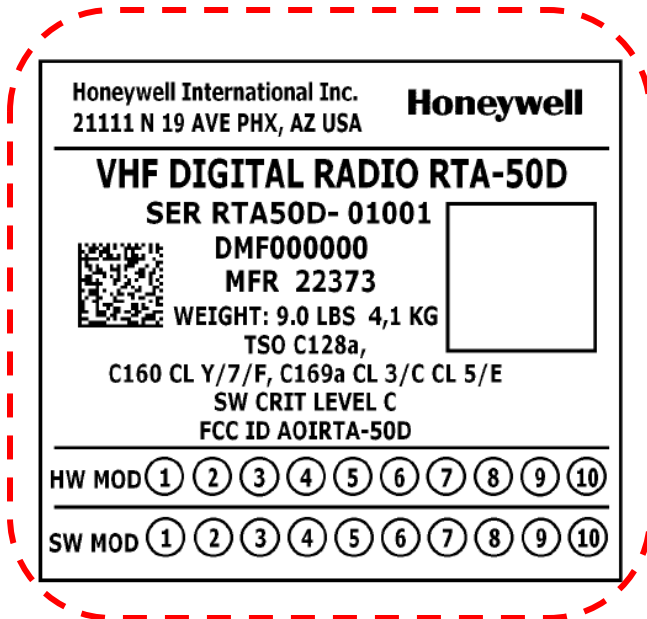 Honeywell International Inc.
21111 N 19 AVE PHX, AZ USA
Honeywell
VHF DIGITAL RADIO RTA-50D
SER RTA50D- 01001
DMF000000
MFR 22373
WEIGHT: 9.0 LBS 4,1 KG
TSO C128a,
C160 CL Y/7/F, C169a CL 3/C CL 5/E
SW CRIT LEVEL C
FCC ID AOIRTA-50D
HW MOD 1 2 3 4 5 6 7 8 9 10
SW MOD 1 2 3 4 5 6 7 8 9 10